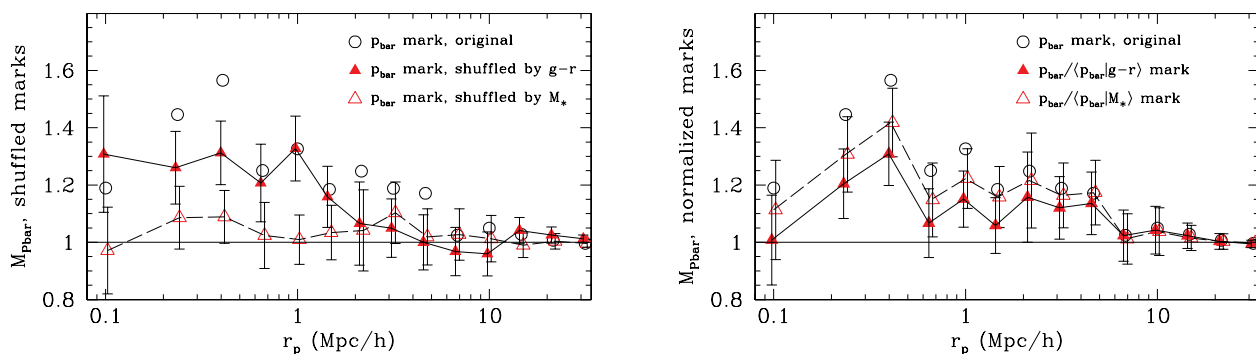 p_bar mark, original
p_bar mark, shuffled by g-r
p_bar mark, shuffled by M_*
M_Pbar, shuffled marks
1.6
1.4
1.2
1
0.8
0.1
1
10
r_p (Mpc/h)
p_bar mark, original
p_bar/⟨p_bar|g-r⟩ mark
p_bar/⟨p_bar|M_*⟩ mark
M_Pbar, normalized marks
1.6
1.4
1.2
1
0.8
0.1
1
10
r_p (Mpc/h)